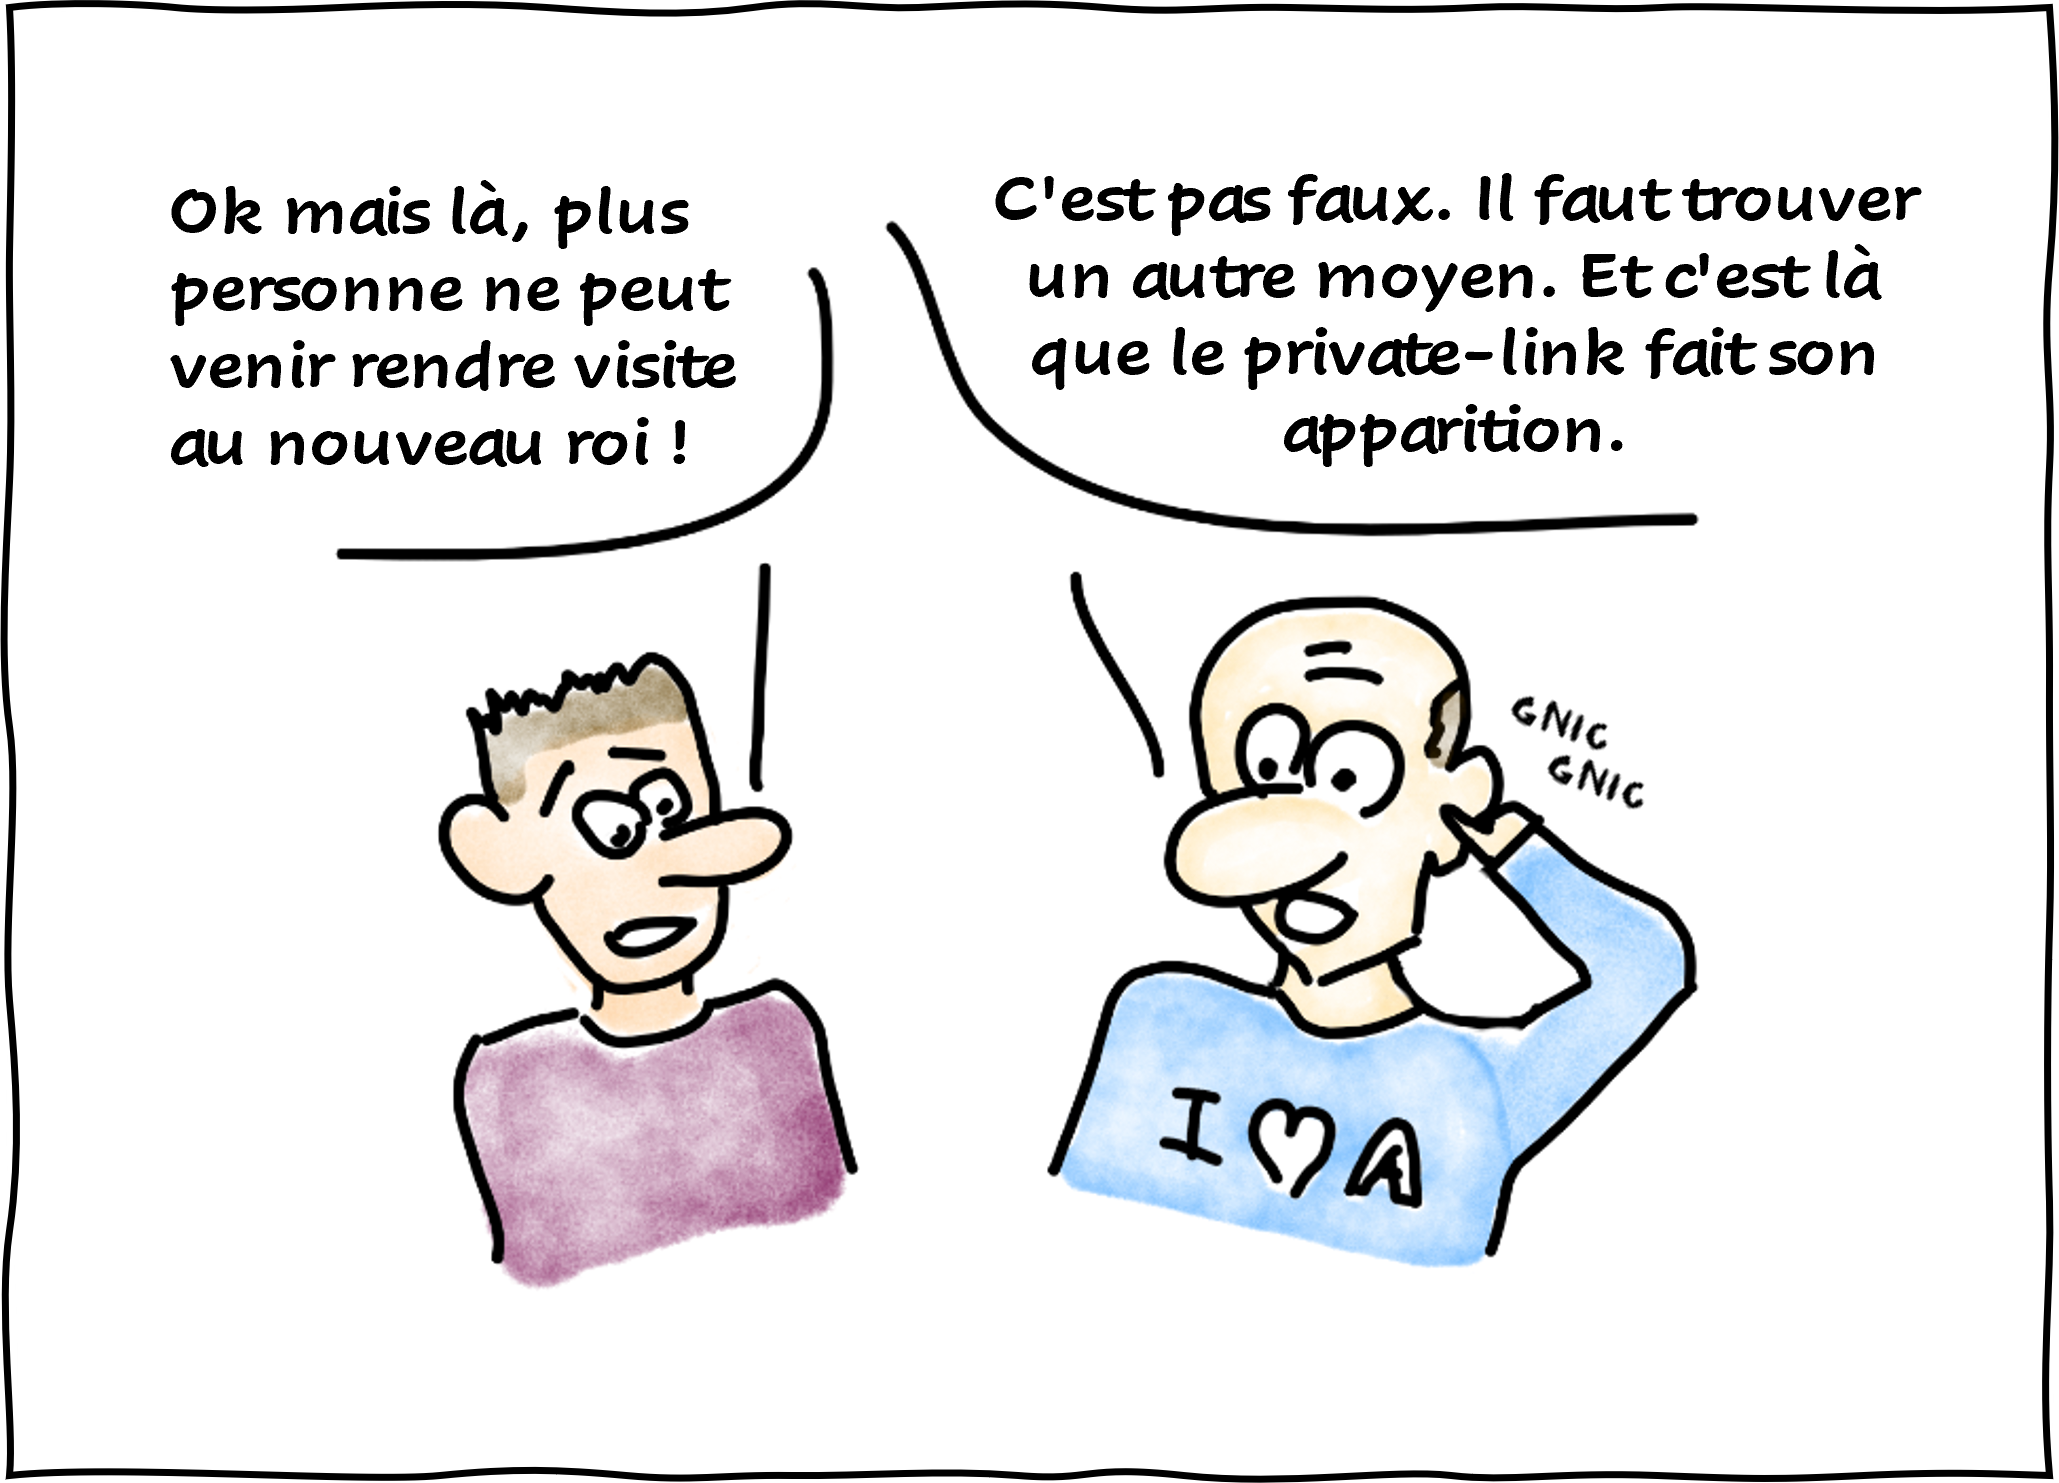 Ok mais là, plus
personne ne peut
venir rendre visite
au nouveau roi !
C'est pas faux. Il faut trouver
un autre moyen. Et c'est là
que le private-link fait son
apparition.
GNIC
GNIC
I ♡ A